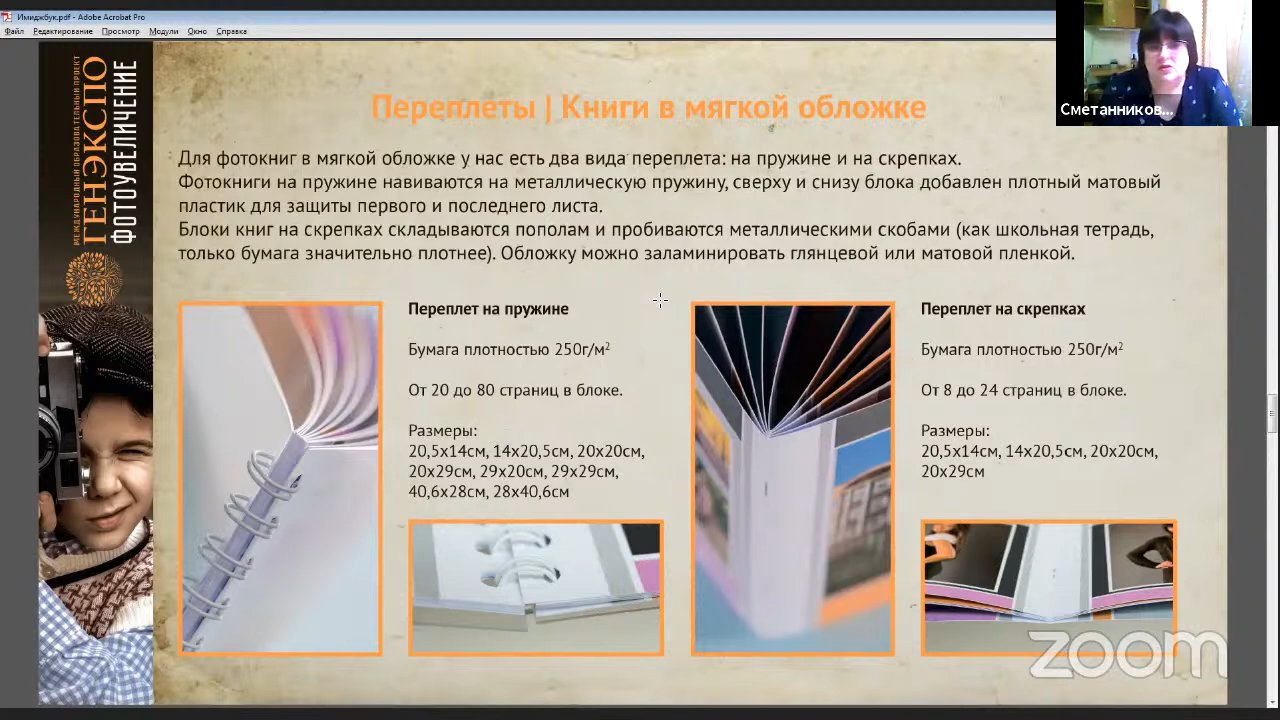 Имиджбук.pdf - Adobe Acrobat Pro
Файл Редактирование Просмотр Модули Окно Справка
МЕЖДУНАРОДНЫЙ ОБРАЗОВАТЕЛЬНЫЙ ПРОЕКТ
ГЕНЭКСПО
ФОТОУВЕЛИЧЕНИЕ
Сметанников...
Переплеты | Книги в мягкой обложке
Для фотокниг в мягкой обложке у нас есть два вида переплета: на пружине и на скрепках.
Фотокниги на пружине навиваются на металлическую пружину, сверху и снизу блока добавлен плотный матовый
пластик для защиты первого и последнего листа.
Блоки книг на скрепках складываются пополам и пробиваются металлическими скобами (как школьная тетрадь,
только бумага значительно плотнее). Обложку можно заламинировать глянцевой или матовой пленкой.
Переплет на пружине
Бумага плотностью 250г/м²
От 20 до 80 страниц в блоке.
Размеры:
20,5х14см, 14х20,5см, 20х20см,
20х29см, 29х20см, 29х29см,
40,6х28см, 28х40,6см
Переплет на скрепках
Бумага плотностью 250г/м²
От 8 до 24 страниц в блоке.
Размеры:
20,5х14см, 14х20,5см, 20х20см,
20х29см
zoom